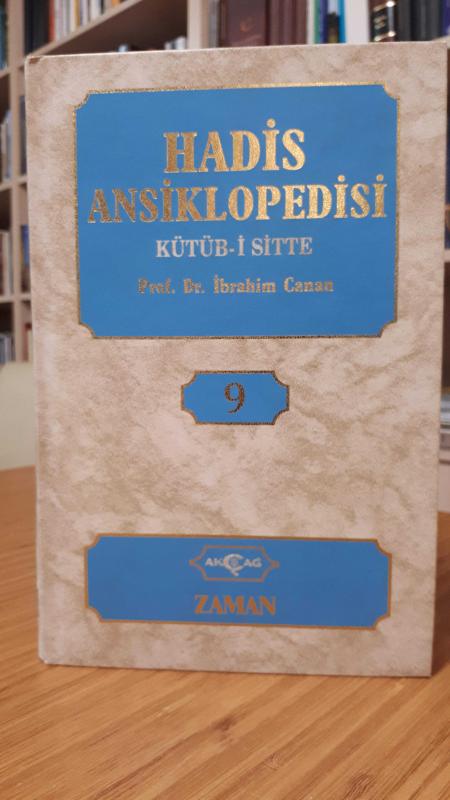 HADİS
ANSİKLOPEDİSİ
KÜTÜB-İ SİTTE
Prof. Dr. İbrahim Canan
9
AKÇAĞ
ZAMAN